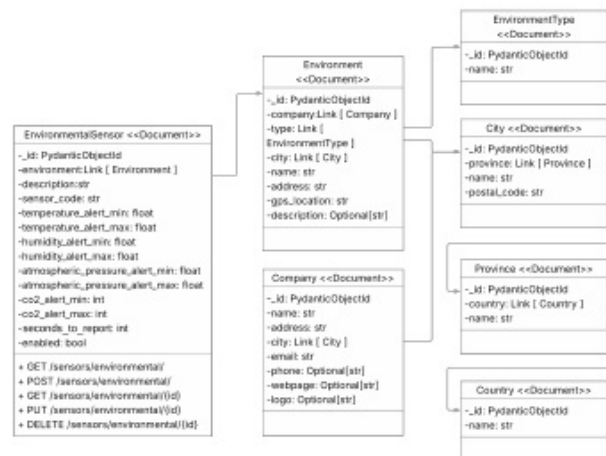 EnvironmentalSensor <<Document>>
-_id: PydanticObjectId
-environment:Link [ Environment ]
-description:str
-sensor_code: str
-temperature_alert_min: float
-temperature_alert_max: float
-humidity_alert_min: float
-humidity_alert_max: float
-atmospheric_pressure_alert_min: float
-atmospheric_pressure_alert_max: float
-co2_alert_min: int
-co2_alert_max: int
-seconds_to_report: int
-enabled: bool
+ GET /sensors/environmental/
+ POST /sensors/environmental/
+ GET /sensors/environmental/{id}
+ PUT /sensors/environmental/{id}
+ DELETE /sensors/environmental/{id}
Environment
<<Document>>
-_id: PydanticObjectId
-company:Link [ Company ]
-type: Link [
EnvironmentType ]
-city: Link [ City ]
-name: str
-address: str
-gps_location: str
-description: Optional[str]
Company <<Document>>
-_id: PydanticObjectId
-name: str
-address: str
-city: Link [ City ]
-email: str
-phone: Optional[str]
-webpage: Optional[str]
-logo: Optional[str]
EnvironmentType
<<Document>>
-_id: PydanticObjectId
-name: str
City <<Document>>
-_id: PydanticObjectId
-province: Link [ Province ]
-name: str
-postal_code: str
Province <<Document>>
-_id: PydanticObjectId
-country: Link [ Country ]
-name: str
Country <<Document>>
-_id: PydanticObjectId
-name: str